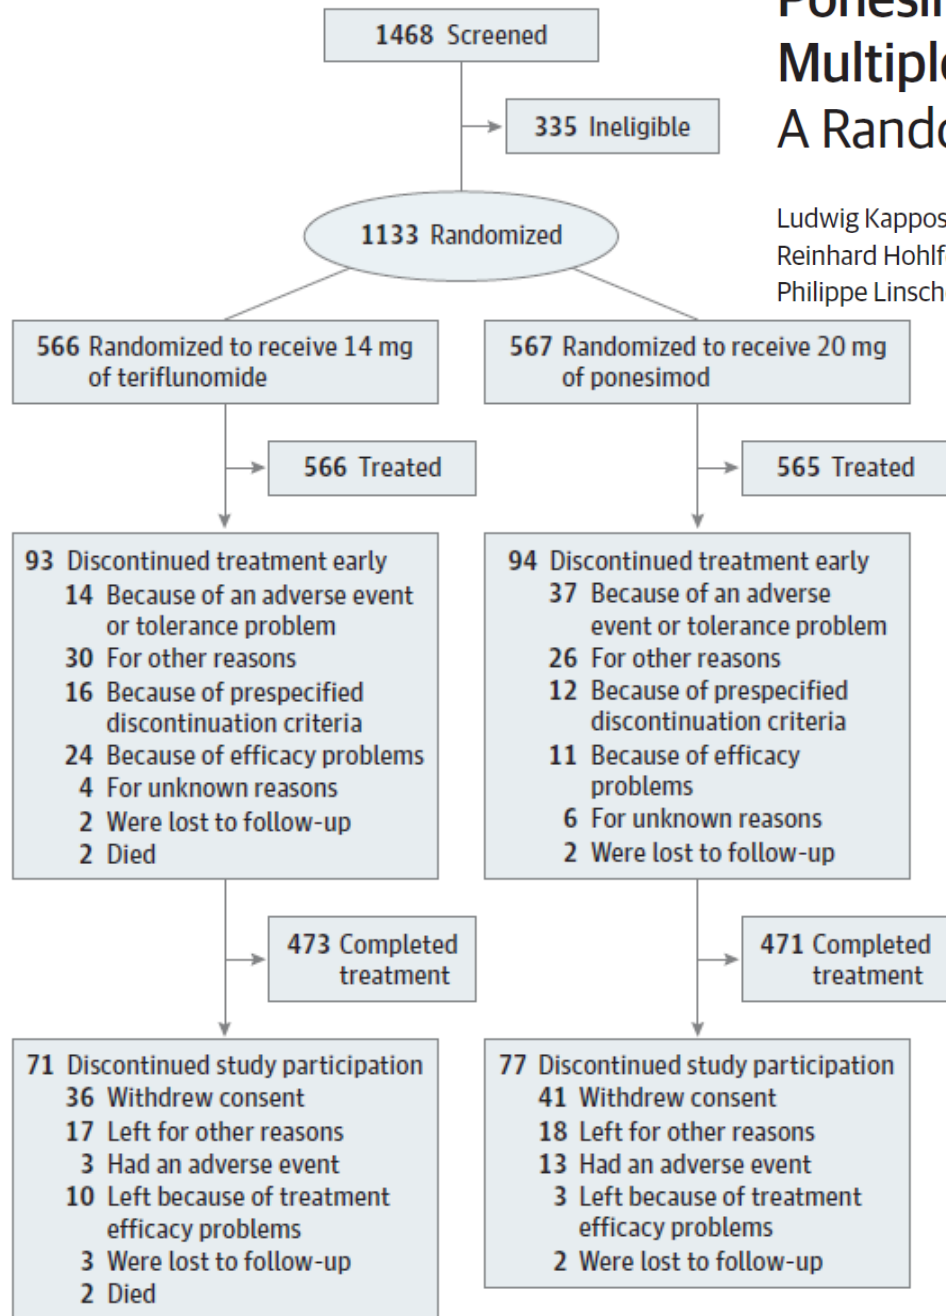 1468 Screened
335 Ineligible
1133 Randomized
Multiple
A Rando
Ludwig Kappos
Reinhard Hohlf
Philippe Linsch
566 Randomized to receive 14 mg
of teriflunomide
567 Randomized to receive 20 mg
of ponesimod
566 Treated
565 Treated
93 Discontinued treatment early
14 Because of an adverse event
or tolerance problem
30 For other reasons
16 Because of prespecified
discontinuation criteria
24 Because of efficacy problems
4 For unknown reasons
2 Were lost to follow-up
2 Died
94 Discontinued treatment early
37 Because of an adverse
event or tolerance problem
26 For other reasons
12 Because of prespecified
discontinuation criteria
11 Because of efficacy
problems
6 For unknown reasons
2 Were lost to follow-up
473 Completed
treatment
471 Completed
treatment
71 Discontinued study participation
36 Withdrew consent
17 Left for other reasons
3 Had an adverse event
10 Left because of treatment
efficacy problems
3 Were lost to follow-up
2 Died
77 Discontinued study participation
41 Withdrew consent
18 Left for other reasons
13 Had an adverse event
3 Left because of treatment
efficacy problems
2 Were lost to follow-up